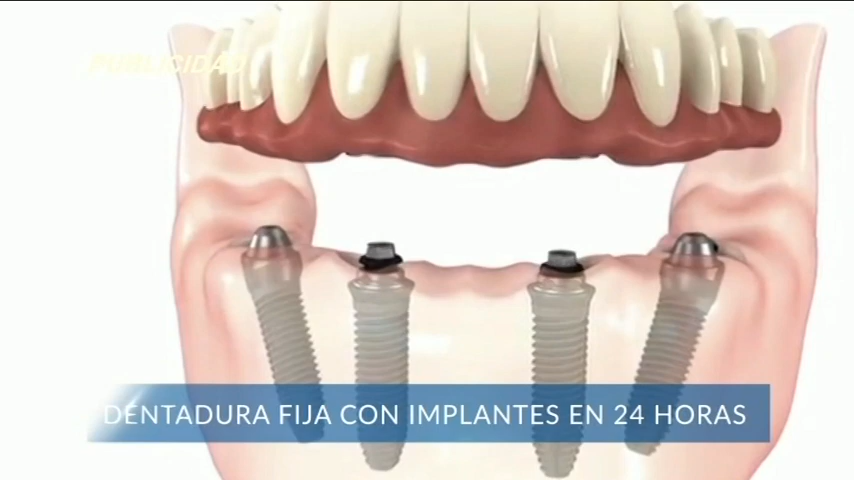 PUBLICIDAD
DENTADURA FIJA CON IMPLANTES EN 24 HORAS